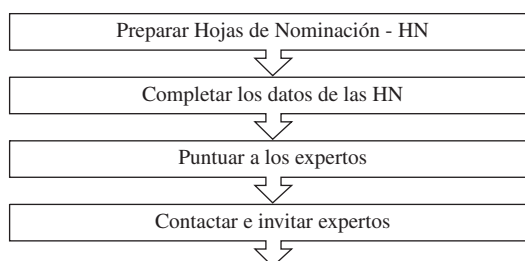 Preparar Hojas de Nominación - HN
Completar los datos de las HN
Puntuar a los expertos
Contactar e invitar expertos